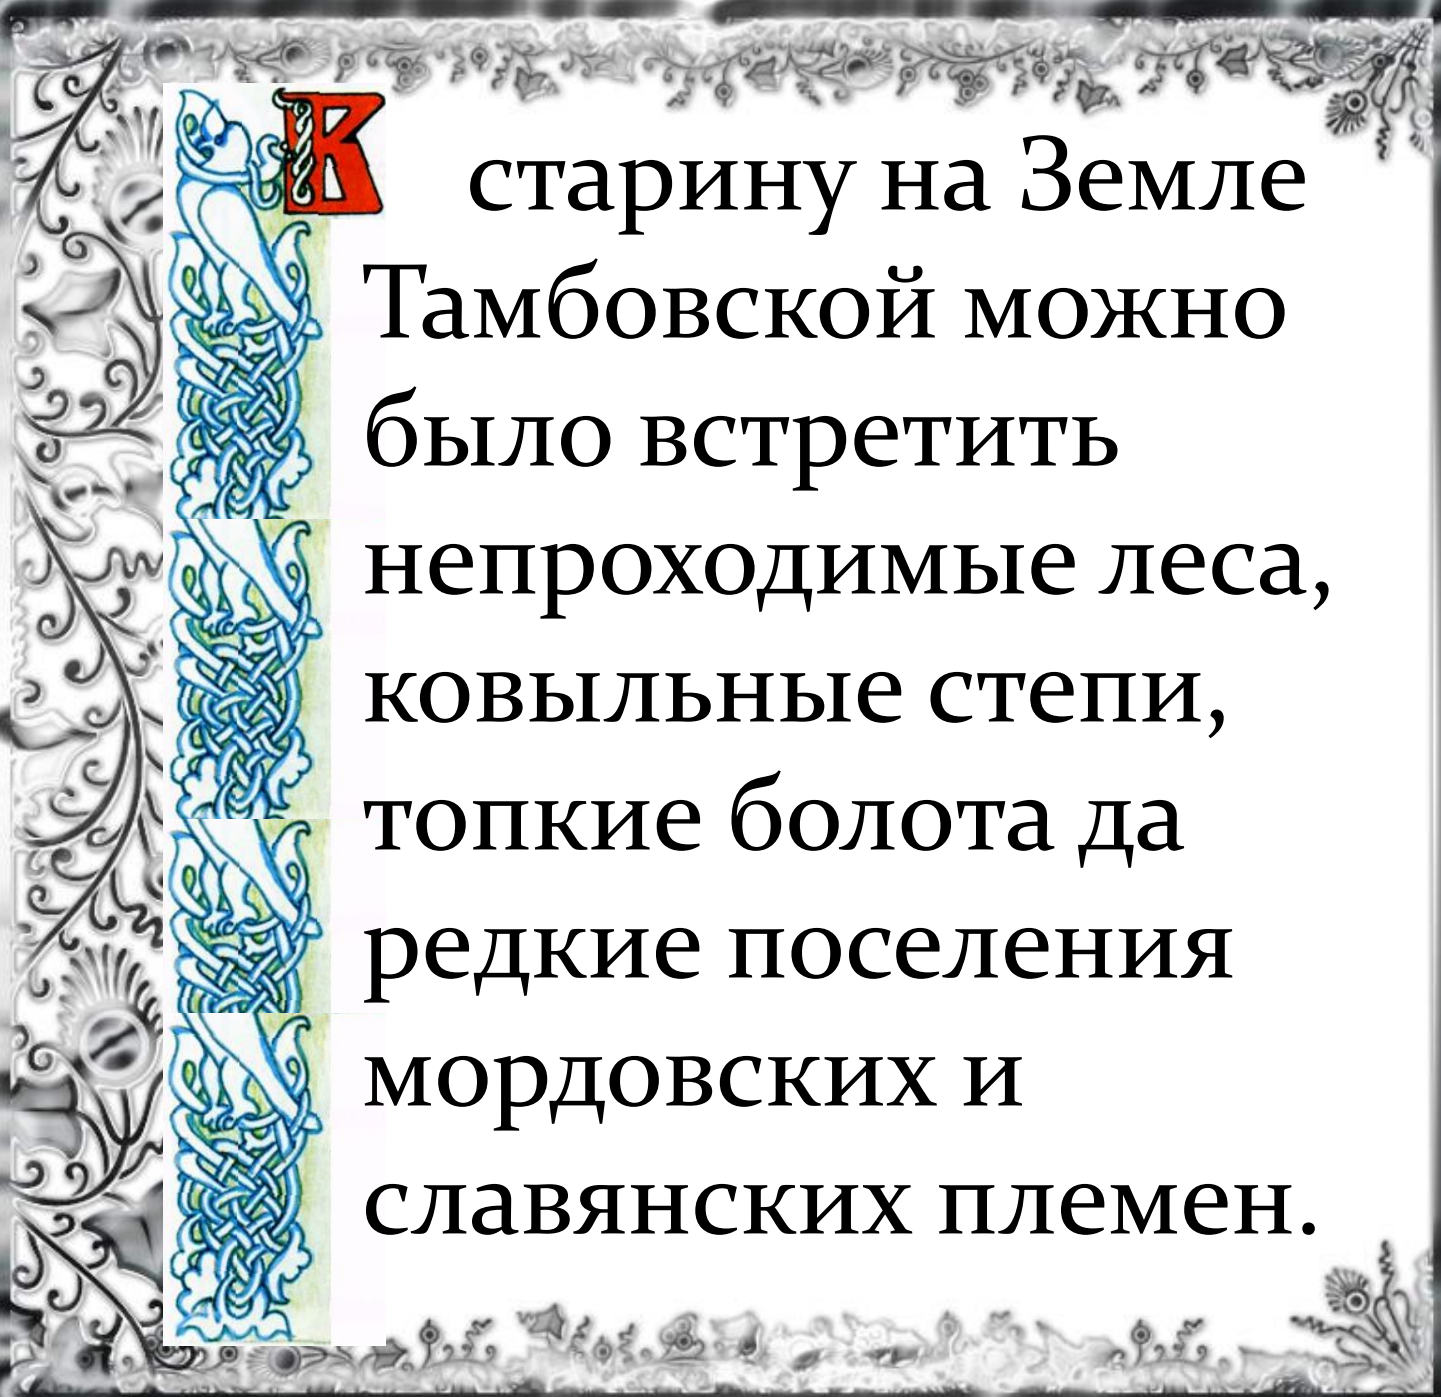 В старину на Земле
Тамбовской можно
было встретить
непроходимые леса,
ковыльные степи,
топкие болота да
редкие поселения
мордовских и
славянских племен.